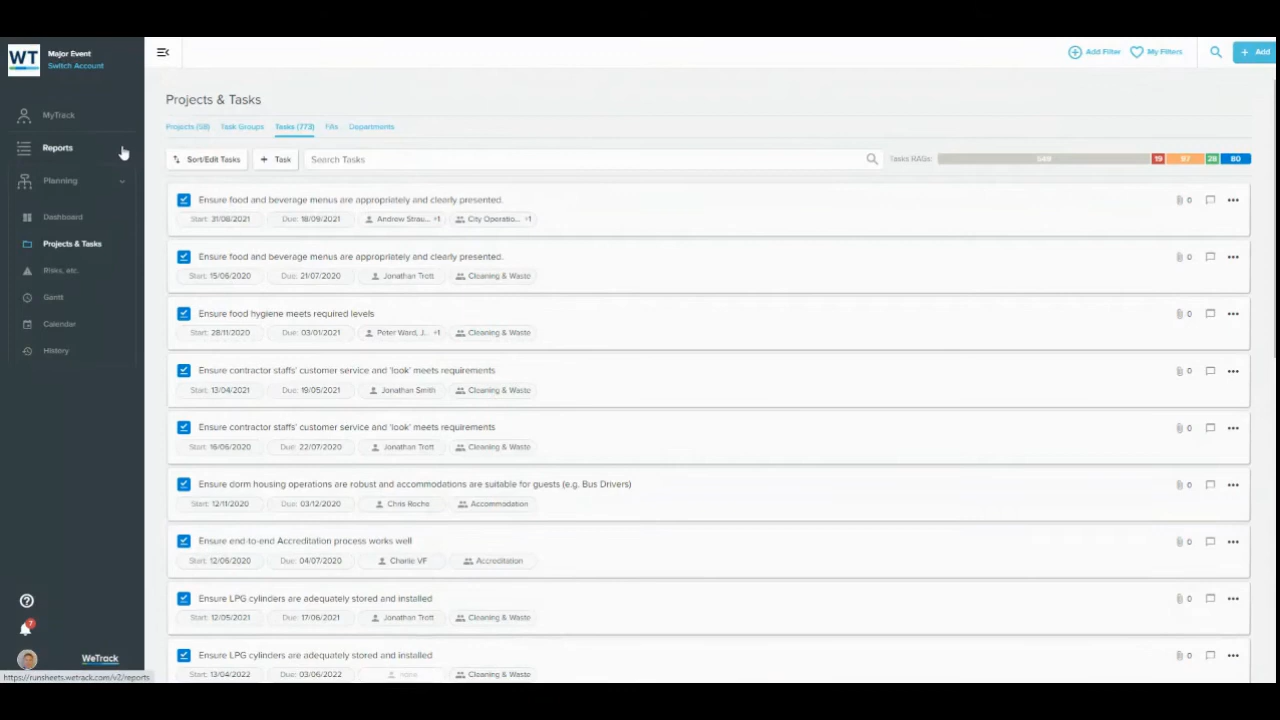 WT Major Event
Switch Account
MyTrack
Reports
Planning
Dashboard
Projects & Tasks
Risks, etc.
Gantt
Calendar
History
7
WeTrack
https://runsheets.wetrack.com/v2/reports
Add Filter My Filters + Add
Projects & Tasks
Projects (58) Task Groups Tasks (773) FAs Departments
Sort/Edit Tasks + Task Search Tasks Tasks RAGs: 549 19 97 28 80
Ensure food and beverage menus are appropriately and clearly presented. 0
Start: 31/08/2021 Due: 18/09/2021 Andrew Strau... +1 City Operatio... +1
Ensure food and beverage menus are appropriately and clearly presented. 0
Start: 15/06/2020 Due: 21/07/2020 Jonathan Trott Cleaning & Waste
Ensure food hygiene meets required levels 0
Start: 28/11/2020 Due: 03/01/2021 Peter Ward, J... +1 Cleaning & Waste
Ensure contractor staffs' customer service and 'look' meets requirements 0
Start: 13/04/2021 Due: 19/05/2021 Jonathan Smith Cleaning & Waste
Ensure contractor staffs' customer service and 'look' meets requirements 0
Start: 16/06/2020 Due: 22/07/2020 Jonathan Trott Cleaning & Waste
Ensure dorm housing operations are robust and accommodations are suitable for guests (e.g. Bus Drivers) 0
Start: 12/11/2020 Due: 03/12/2020 Chris Roche Accommodation
Ensure end-to-end Accreditation process works well 0
Start: 12/06/2020 Due: 04/07/2020 Charlie VF Accreditation
Ensure LPG cylinders are adequately stored and installed 0
Start: 12/05/2021 Due: 17/06/2021 Jonathan Trott Cleaning & Waste
Ensure LPG cylinders are adequately stored and installed 0
Start: 13/04/2022 Due: 03/06/2022 none Cleaning & Waste